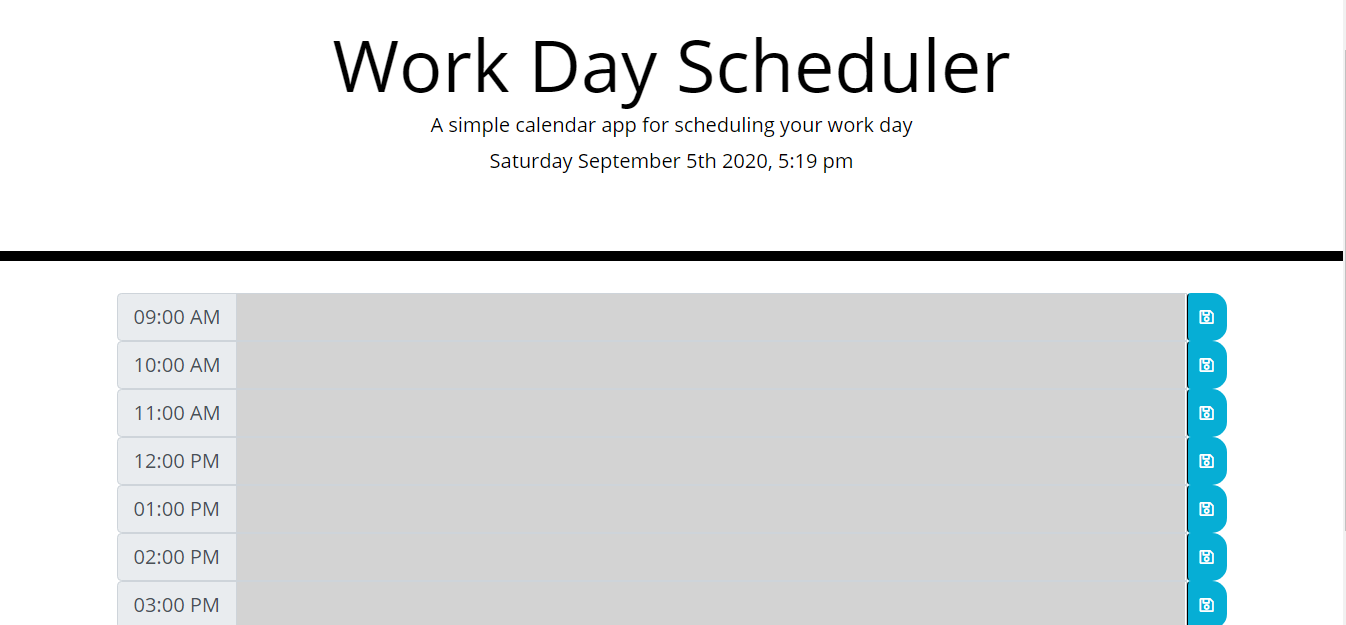 Work Day Scheduler
A simple calendar app for scheduling your work day
Saturday September 5th 2020, 5:19 pm
09:00 AM
10:00 AM
11:00 AM
12:00 PM
01:00 PM
02:00 PM
03:00 PM